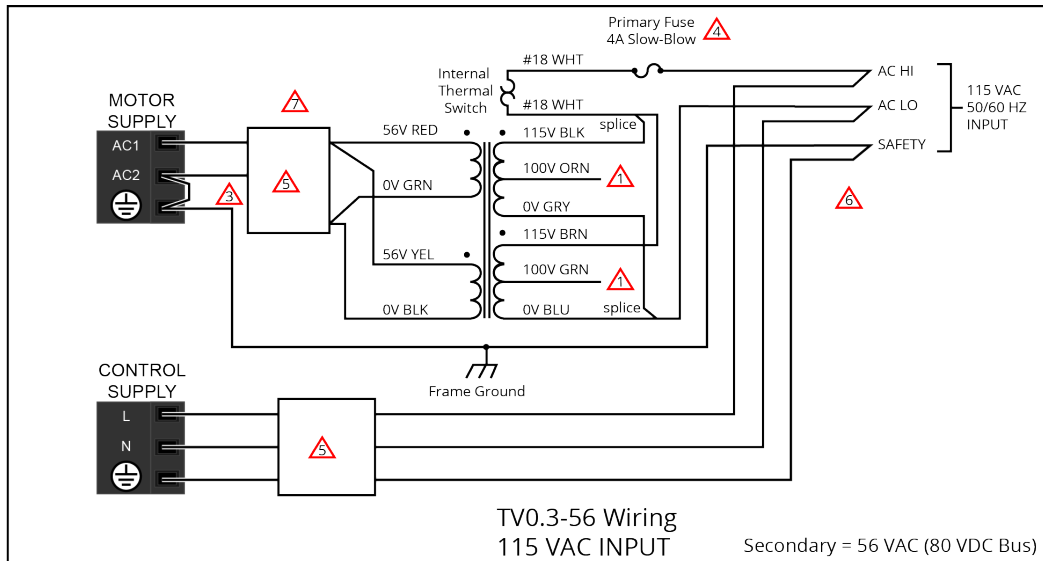 Primary Fuse
4A Slow-Blow
4
#18 WHT
AC HI
Internal
Thermal
Switch
115 VAC
50/60 HZ
INPUT
7
MOTOR
SUPPLY
#18 WHT
AC LO
splice
56V RED
115V BLK
AC1
SAFETY
AC2
100V ORN
1
5
3
0V GRN
6
0V GRY
115V BRN
56V YEL
100V GRN
1
0V BLK
0V BLU
splice
CONTROL
SUPPLY
Frame Ground
L
N
5
TV0.3-56 Wiring
115 VAC INPUT
Secondary = 56 VAC (80 VDC Bus)